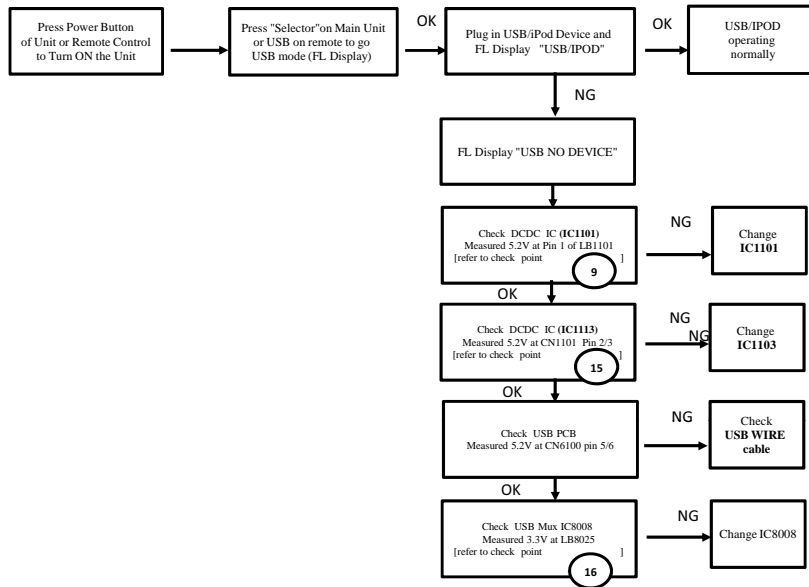 Press Power Button
of Unit or Remote Control
to Turn ON the Unit
Press "Selector"on Main Unit
or USB on remote to go
USB mode (FL Display)
OK
Plug in USB/iPod Device and
FL Display "USB/IPOD"
OK
USB/IPOD
operating
normally
NG
FL Display "USB NO DEVICE"
Check DCDC IC (IC1101)
Measured 5.2V at Pin 1 of LB1101
[refer to check point 9 ]
NG
Change
IC1101
OK
Check DCDC IC (IC1113)
Measured 5.2V at CN1101 Pin 2/3
[refer to check point 15 ]
NG
NG
Change
IC1103
OK
Check USB PCB
Measured 5.2V at CN6100 pin 5/6
NG
Check
USB WIRE
cable
OK
Check USB Mux IC8008
Measured 3.3V at LB8025
[refer to check point 16 ]
NG
Change IC8008